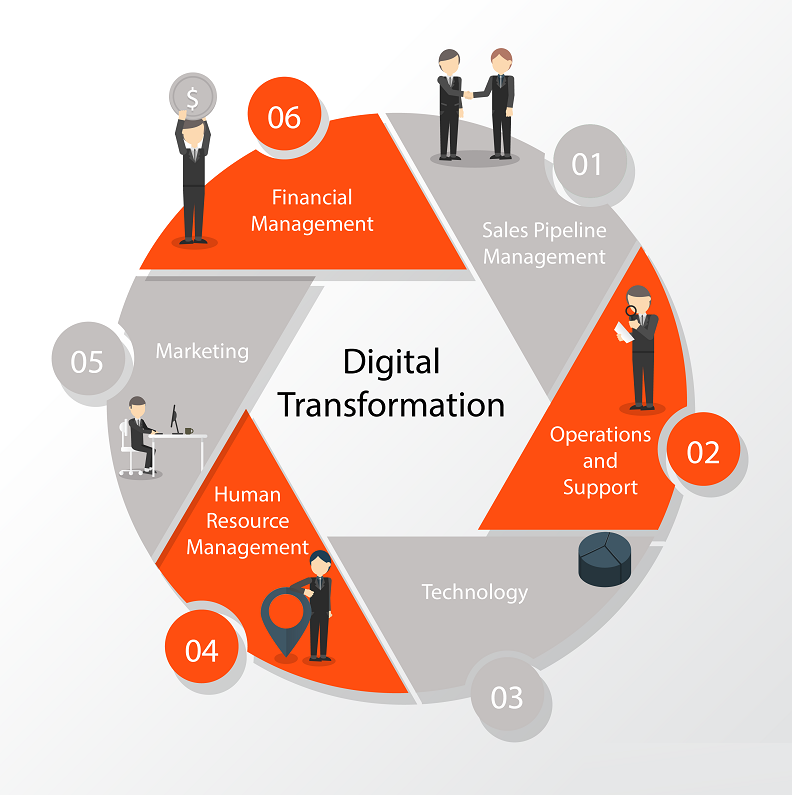 Digital
Transformation
01
Sales Pipeline
Management
02
Operations
and
Support
03
Technology
04
Human
Resource
Management
05
Marketing
06
Financial
Management
$